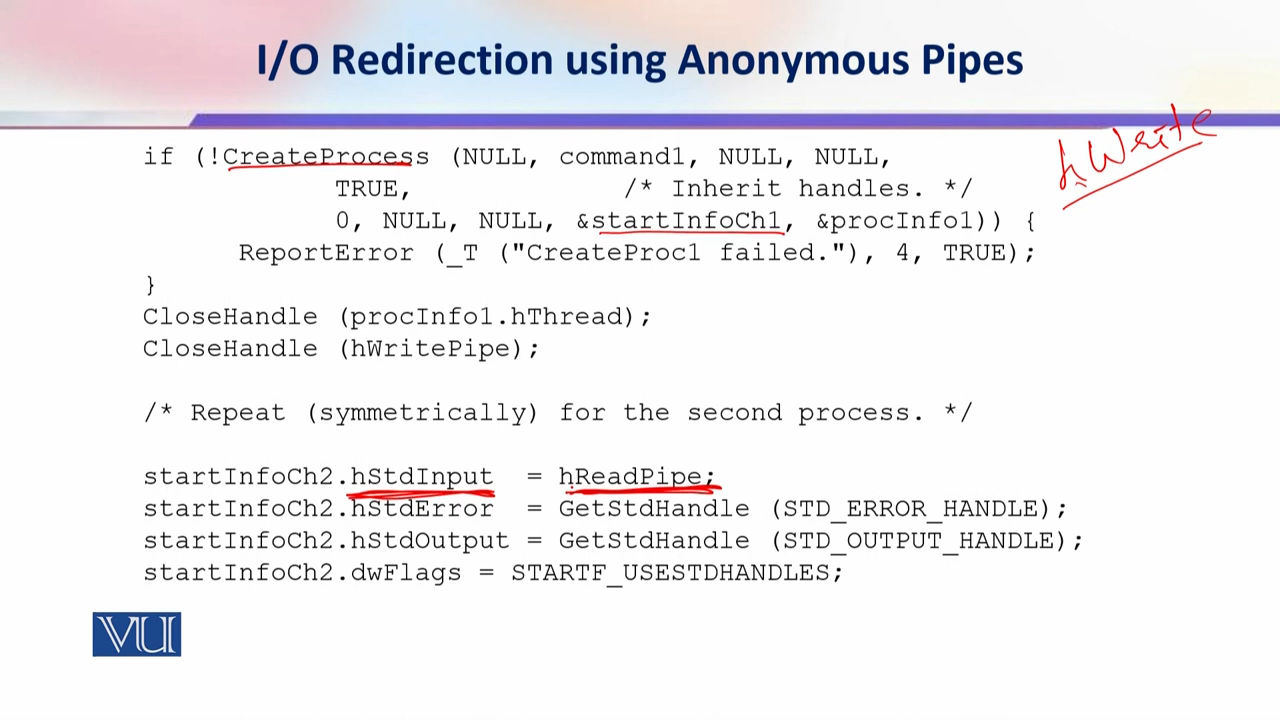 I/O Redirection using Anonymous Pipes
hWrite
if (!CreateProcess (NULL, command1, NULL, NULL,
TRUE, /* Inherit handles. */
0, NULL, NULL, &startInfoCh1, &procInfo1)) {
ReportError (_T ("CreateProc1 failed."), 4, TRUE);
}
CloseHandle (procInfo1.hThread);
CloseHandle (hWritePipe);
/* Repeat (symmetrically) for the second process. */
startInfoCh2.hStdInput = hReadPipe;
startInfoCh2.hStdError = GetStdHandle (STD_ERROR_HANDLE);
startInfoCh2.hStdOutput = GetStdHandle (STD_OUTPUT_HANDLE);
startInfoCh2.dwFlags = STARTF_USESTDHANDLES;
VU